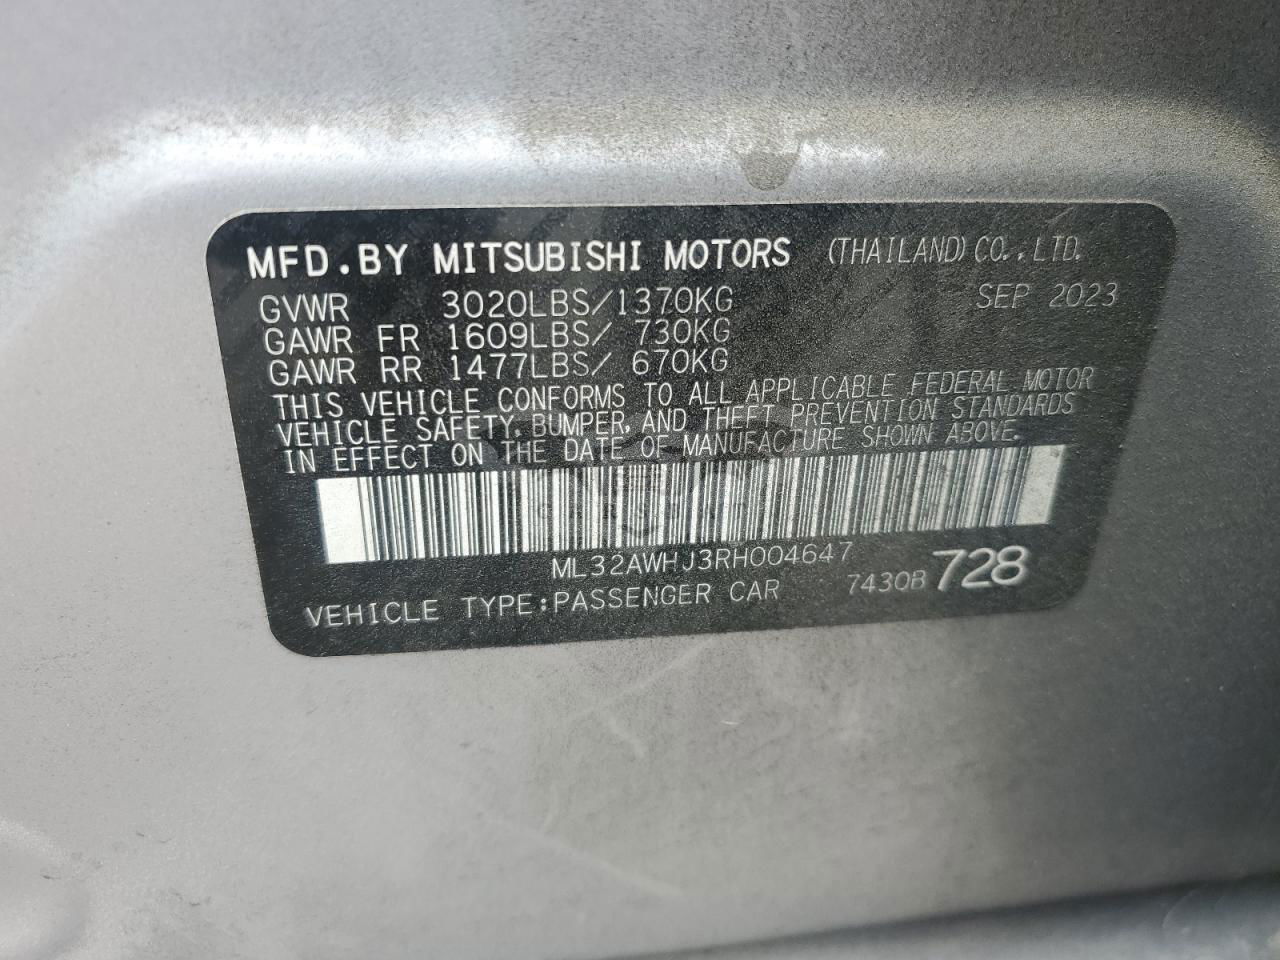 MFD.BY MITSUBISHI MOTORS (THAILAND) CO.,LTD.
GVWR 3020LBS/1370KG SEP 2023
GAWR FR 1609LBS/ 730KG
GAWR RR 1477LBS/ 670KG
THIS VEHICLE CONFORMS TO ALL APPLICABLE FEDERAL MOTOR
VEHICLE SAFETY, BUMPER, AND THEFT PREVENTION STANDARDS
IN EFFECT ON THE DATE OF MANUFACTURE SHOWN ABOVE.
ML32AWHJ3RH004647
VEHICLE TYPE:PASSENGER CAR 7430B 728